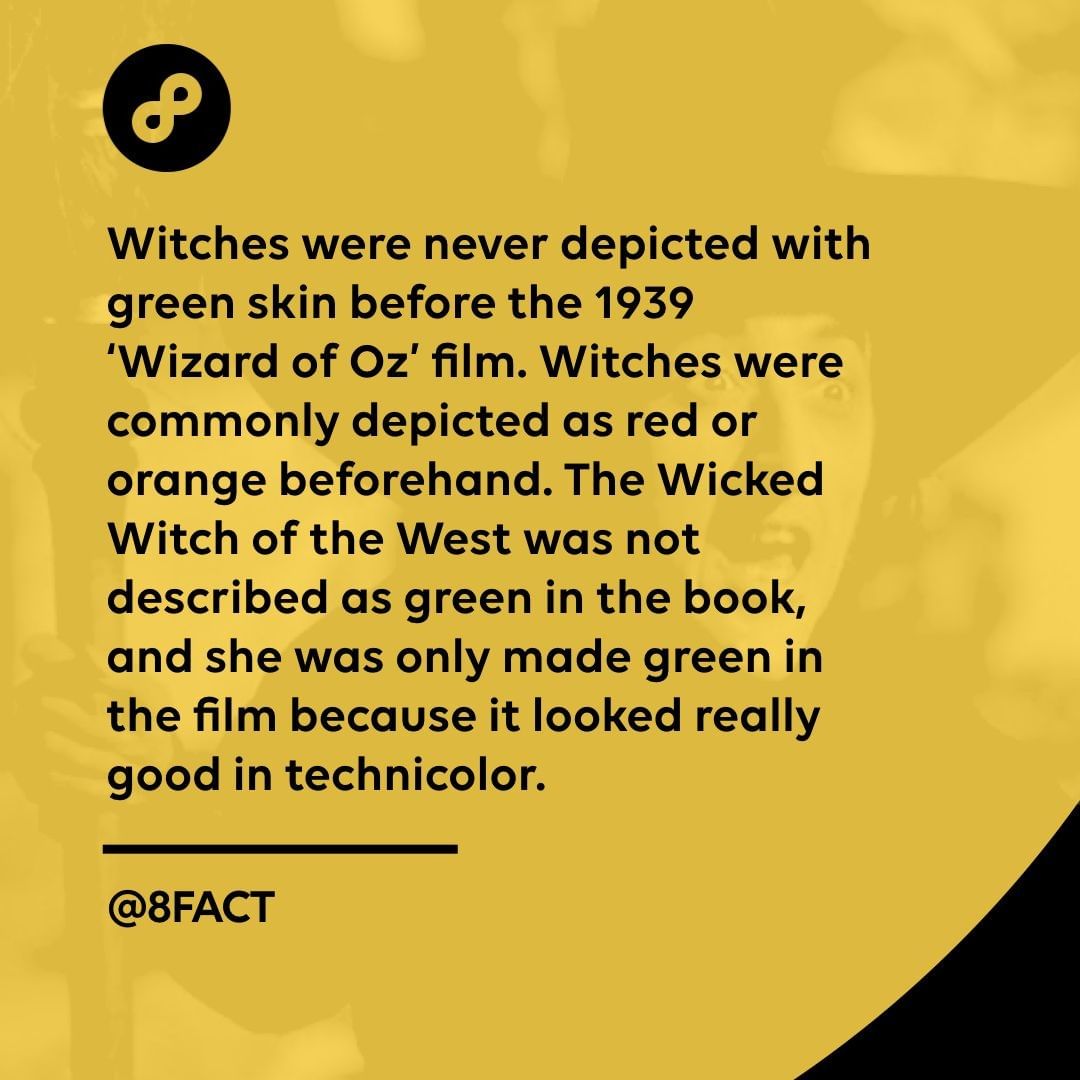 Witches were never depicted with
green skin before the 1939
‘Wizard of Oz’ film. Witches were
commonly depicted as red or
orange beforehand. The Wicked
Witch of the West was not
described as green in the book,
and she was only made green in
the film because it looked really
good in technicolor.
@8FACT